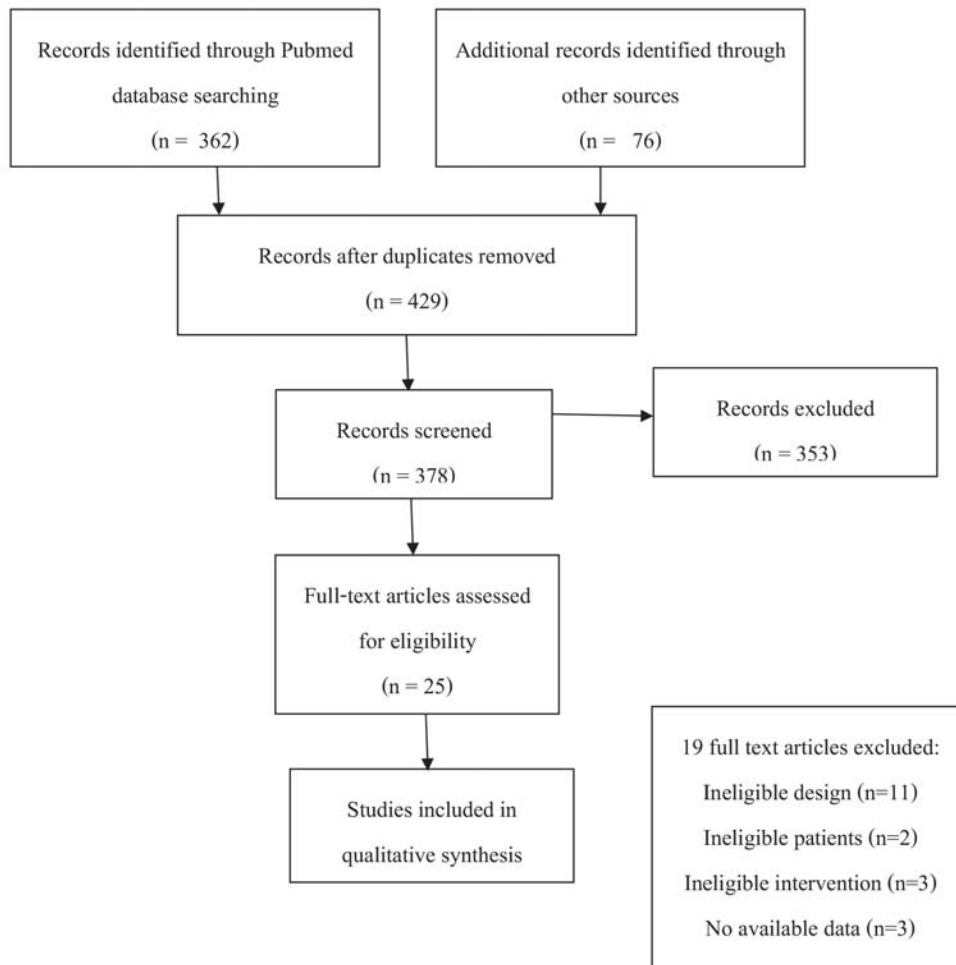 Records identified through Pubmed
database searching
(n = 362)
Additional records identified through
other sources
(n = 76)
Records after duplicates removed
(n = 429)
Records screened
(n = 378)
Records excluded
(n = 353)
Full-text articles assessed
for eligibility
(n = 25)
19 full text articles excluded:
Ineligible design (n=11)
Ineligible patients (n=2)
Ineligible intervention (n=3)
No available data (n=3)
Studies included in
qualitative synthesis